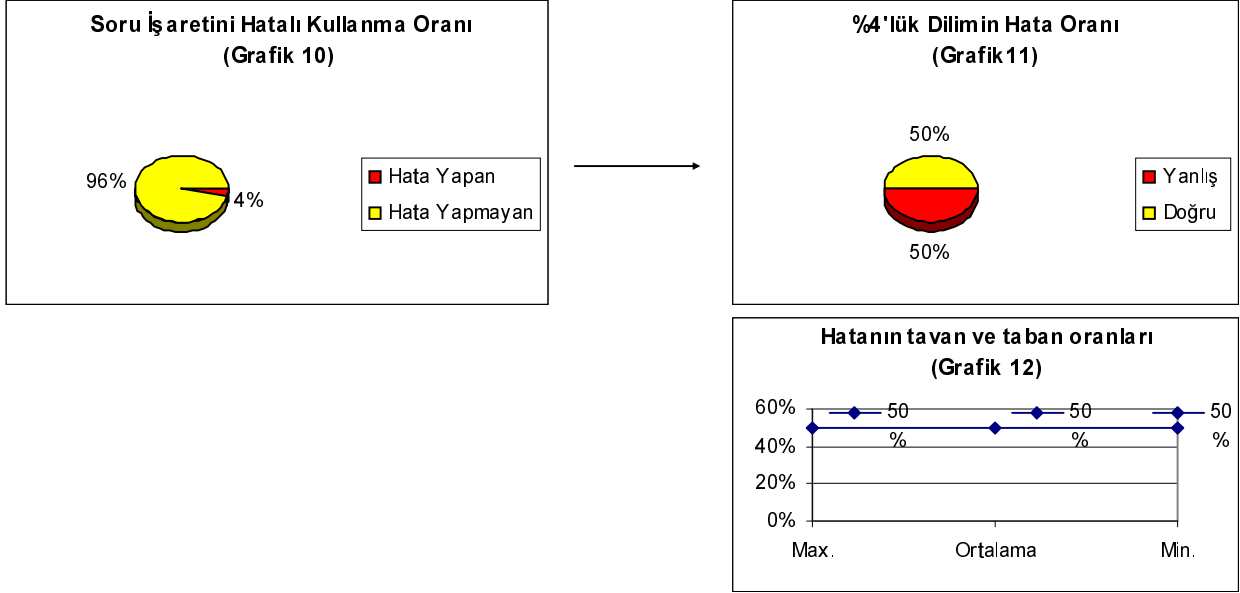 Soru İşaretini Hatalı Kullanma Oranı
(Grafik 10)
96%
4%
Hata Yapan
Hata Yapmayan
%4'lük Dilimin Hata Oranı
(Grafik11)
50%
50%
Yanlış
Doğru
Hatanın tavan ve taban oranları
(Grafik 12)
60%
40%
20%
0%
50
%
50
%
50
%
Max.
Ortalama
Min.